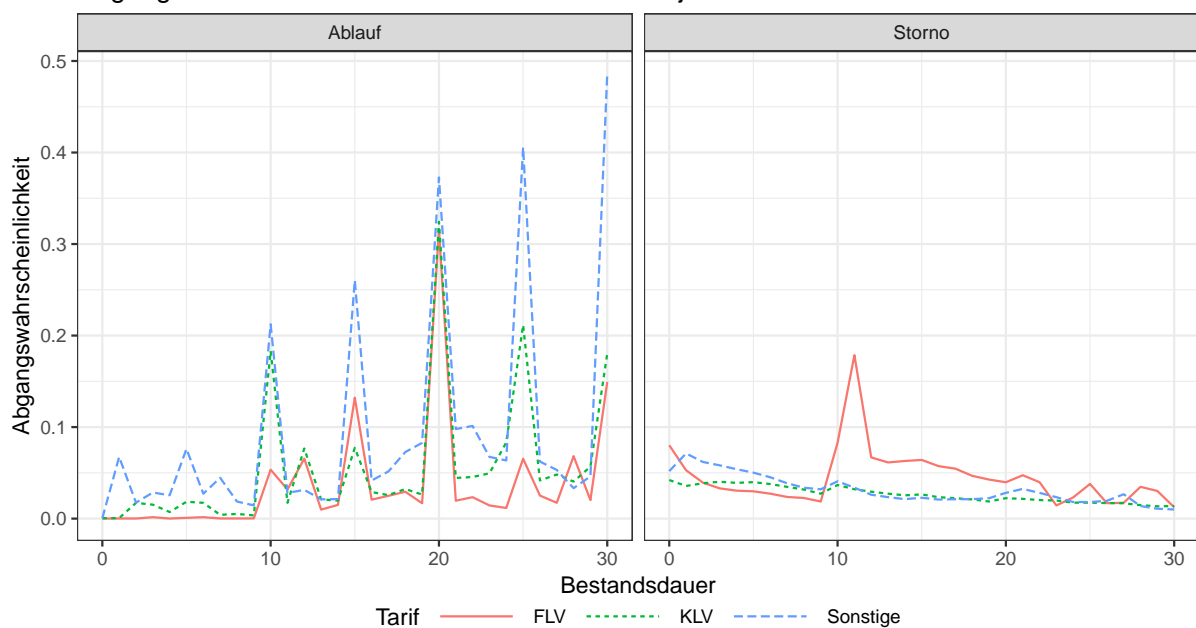 Ablauf Storno
0.5
0.4
0.3
0.2
0.1
0.0
Abgangswahrscheinlichkeit
0 10 20 30 0 10 20 30
Bestandsdauer
Tarif FLV KLV Sonstige